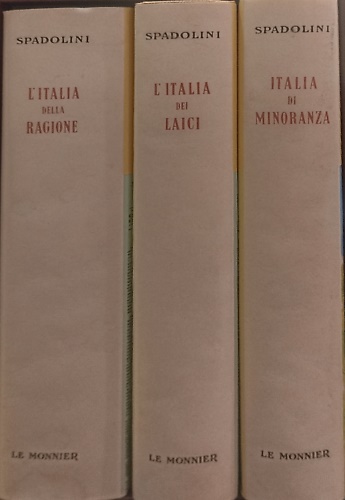 SPADOLINI
L'ITALIA
DELLA
RAGIONE
LE MONNIER
SPADOLINI
L'ITALIA
DEI
LAICI
LE MONNIER
SPADOLINI
ITALIA
DI
MINORANZA
LE MONNIER